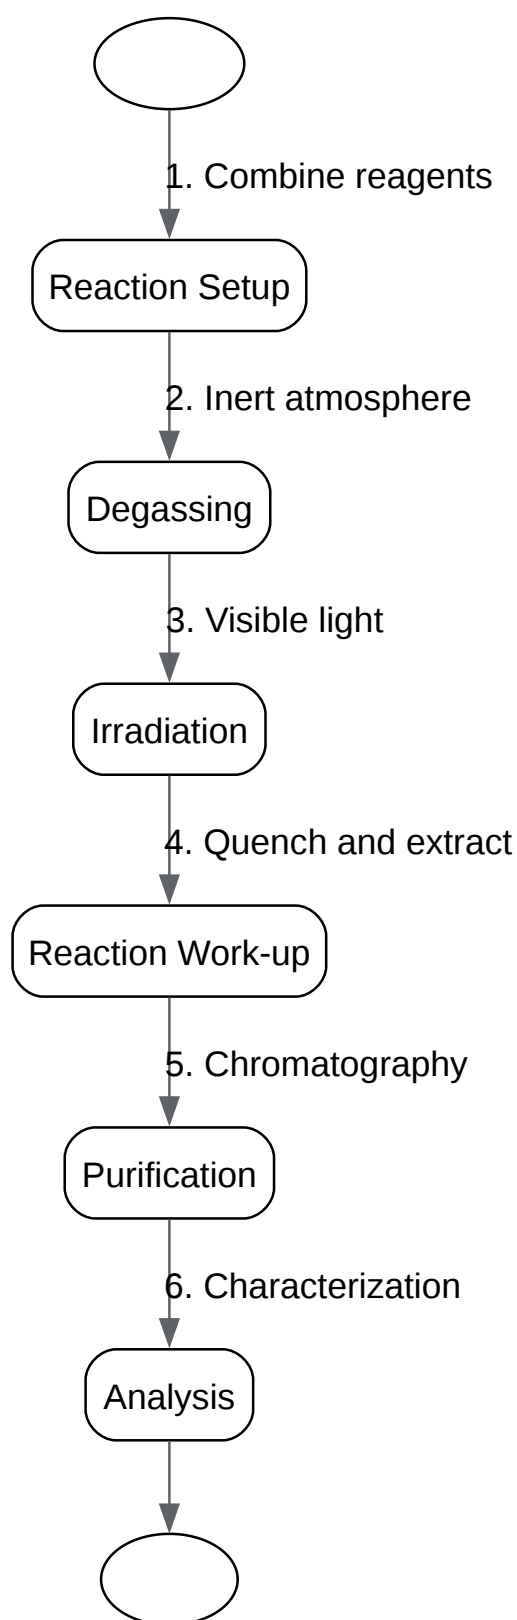 1. Combine reagents
Reaction Setup
2. Inert atmosphere
Degassing
3. Visible light
Irradiation
4. Quench and extract
Reaction Work-up
5. Chromatography
Purification
6. Characterization
Analysis